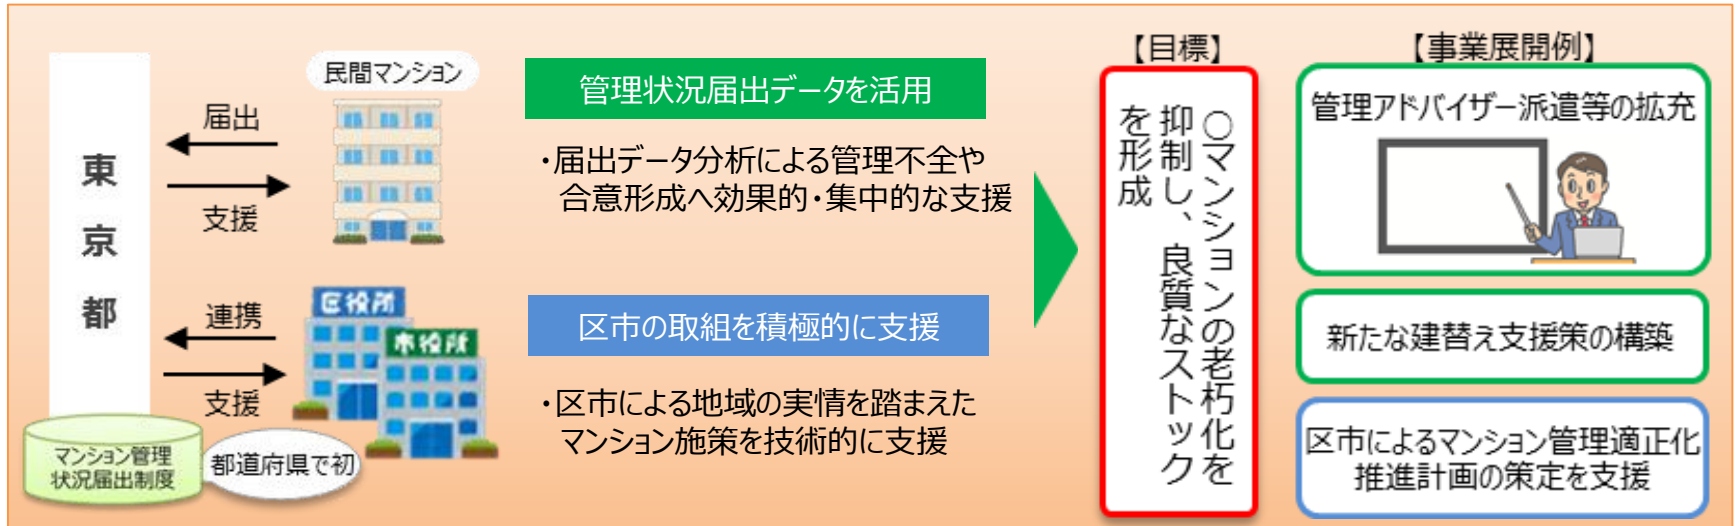 東京都
民間マンション
届出
支援
連携
支援
区役所
市役所
マンション管理
状況届出制度
都道府県で初
管理状況届出データを活用
・届出データ分析による管理不全や
合意形成へ効果的・集中的な支援
区市の取組を積極的に支援
・区市による地域の実情を踏まえた
マンション施策を技術的に支援
【目標】
○マンションの老朽化を
抑制し、良質なストック
を形成
【事業展開例】
管理アドバイザー派遣等の拡充
新たな建替え支援策の構築
区市によるマンション管理適正化
推進計画の策定を支援